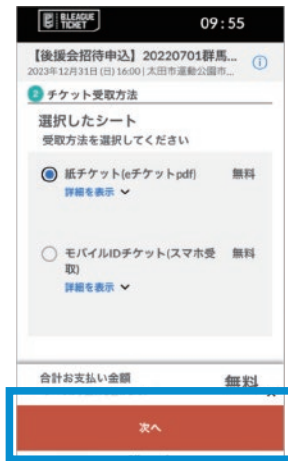 B.LEAGUE
TICKET
09:55
【後援会招待申込】20220701群馬...
2023年12月31日(日)16:00|太田市運動公園市...
2 チケット受取方法
選択したシート
受取方法を選択してください
紙チケット(eチケットpdf) 無料
詳細を表示
モバイルIDチケット(スマホ受 無料
取)
詳細を表示
合計お支払い金額 無料
次へ